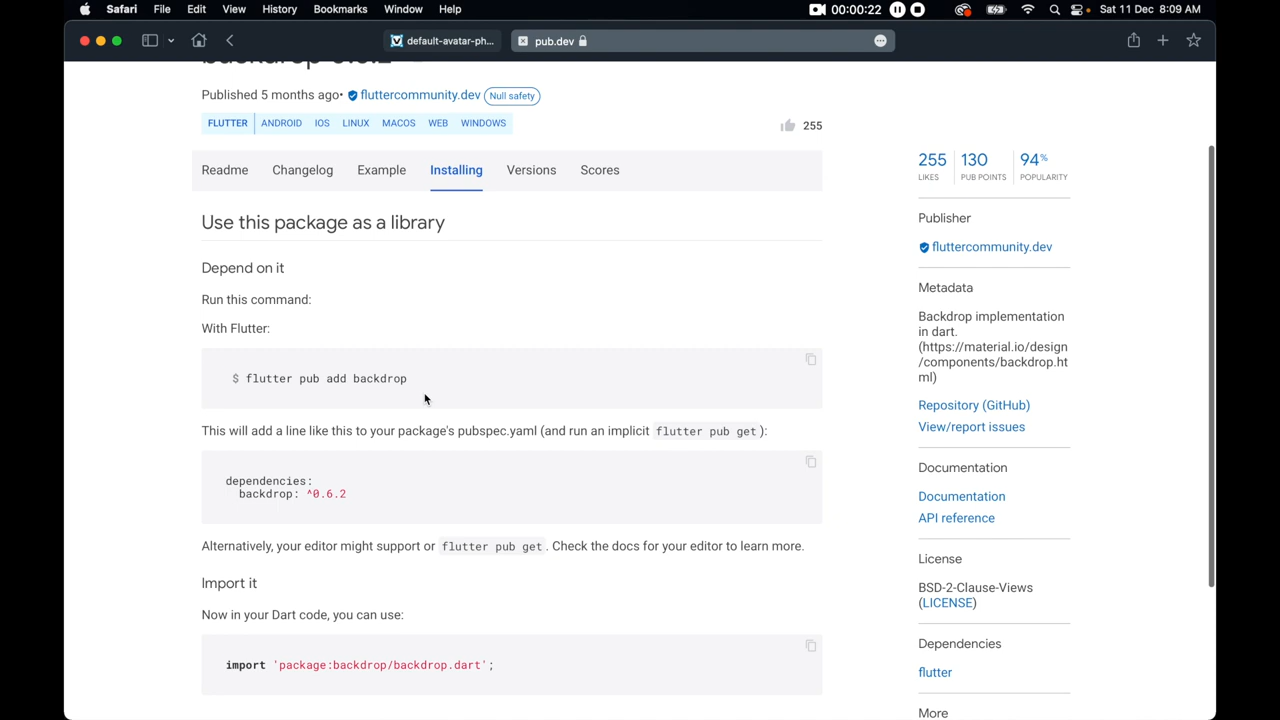 Safari File Edit View History Bookmarks Window Help 00:00:22 Sat 11 Dec 8:09 AM
default-avatar-ph... pub.dev
Published 5 months ago• fluttercommunity.dev Null safety
FLUTTER ANDROID IOS LINUX MACOS WEB WINDOWS
255
Readme Changelog Example Installing Versions Scores
Use this package as a library
Depend on it
Run this command:
With Flutter:
$ flutter pub add backdrop
This will add a line like this to your package's pubspec.yaml (and run an implicit flutter pub get ):
dependencies:
backdrop: ^0.6.2
Alternatively, your editor might support or flutter pub get . Check the docs for your editor to learn more.
Import it
Now in your Dart code, you can use:
import 'package:backdrop/backdrop.dart';
255 130 94%
LIKES PUB POINTS POPULARITY
Publisher
fluttercommunity.dev
Metadata
Backdrop implementation
in dart.
(https://material.io/design
/components/backdrop.ht
ml)
Repository (GitHub)
View/report issues
Documentation
Documentation
API reference
License
BSD-2-Clause-Views
(LICENSE)
Dependencies
flutter
More